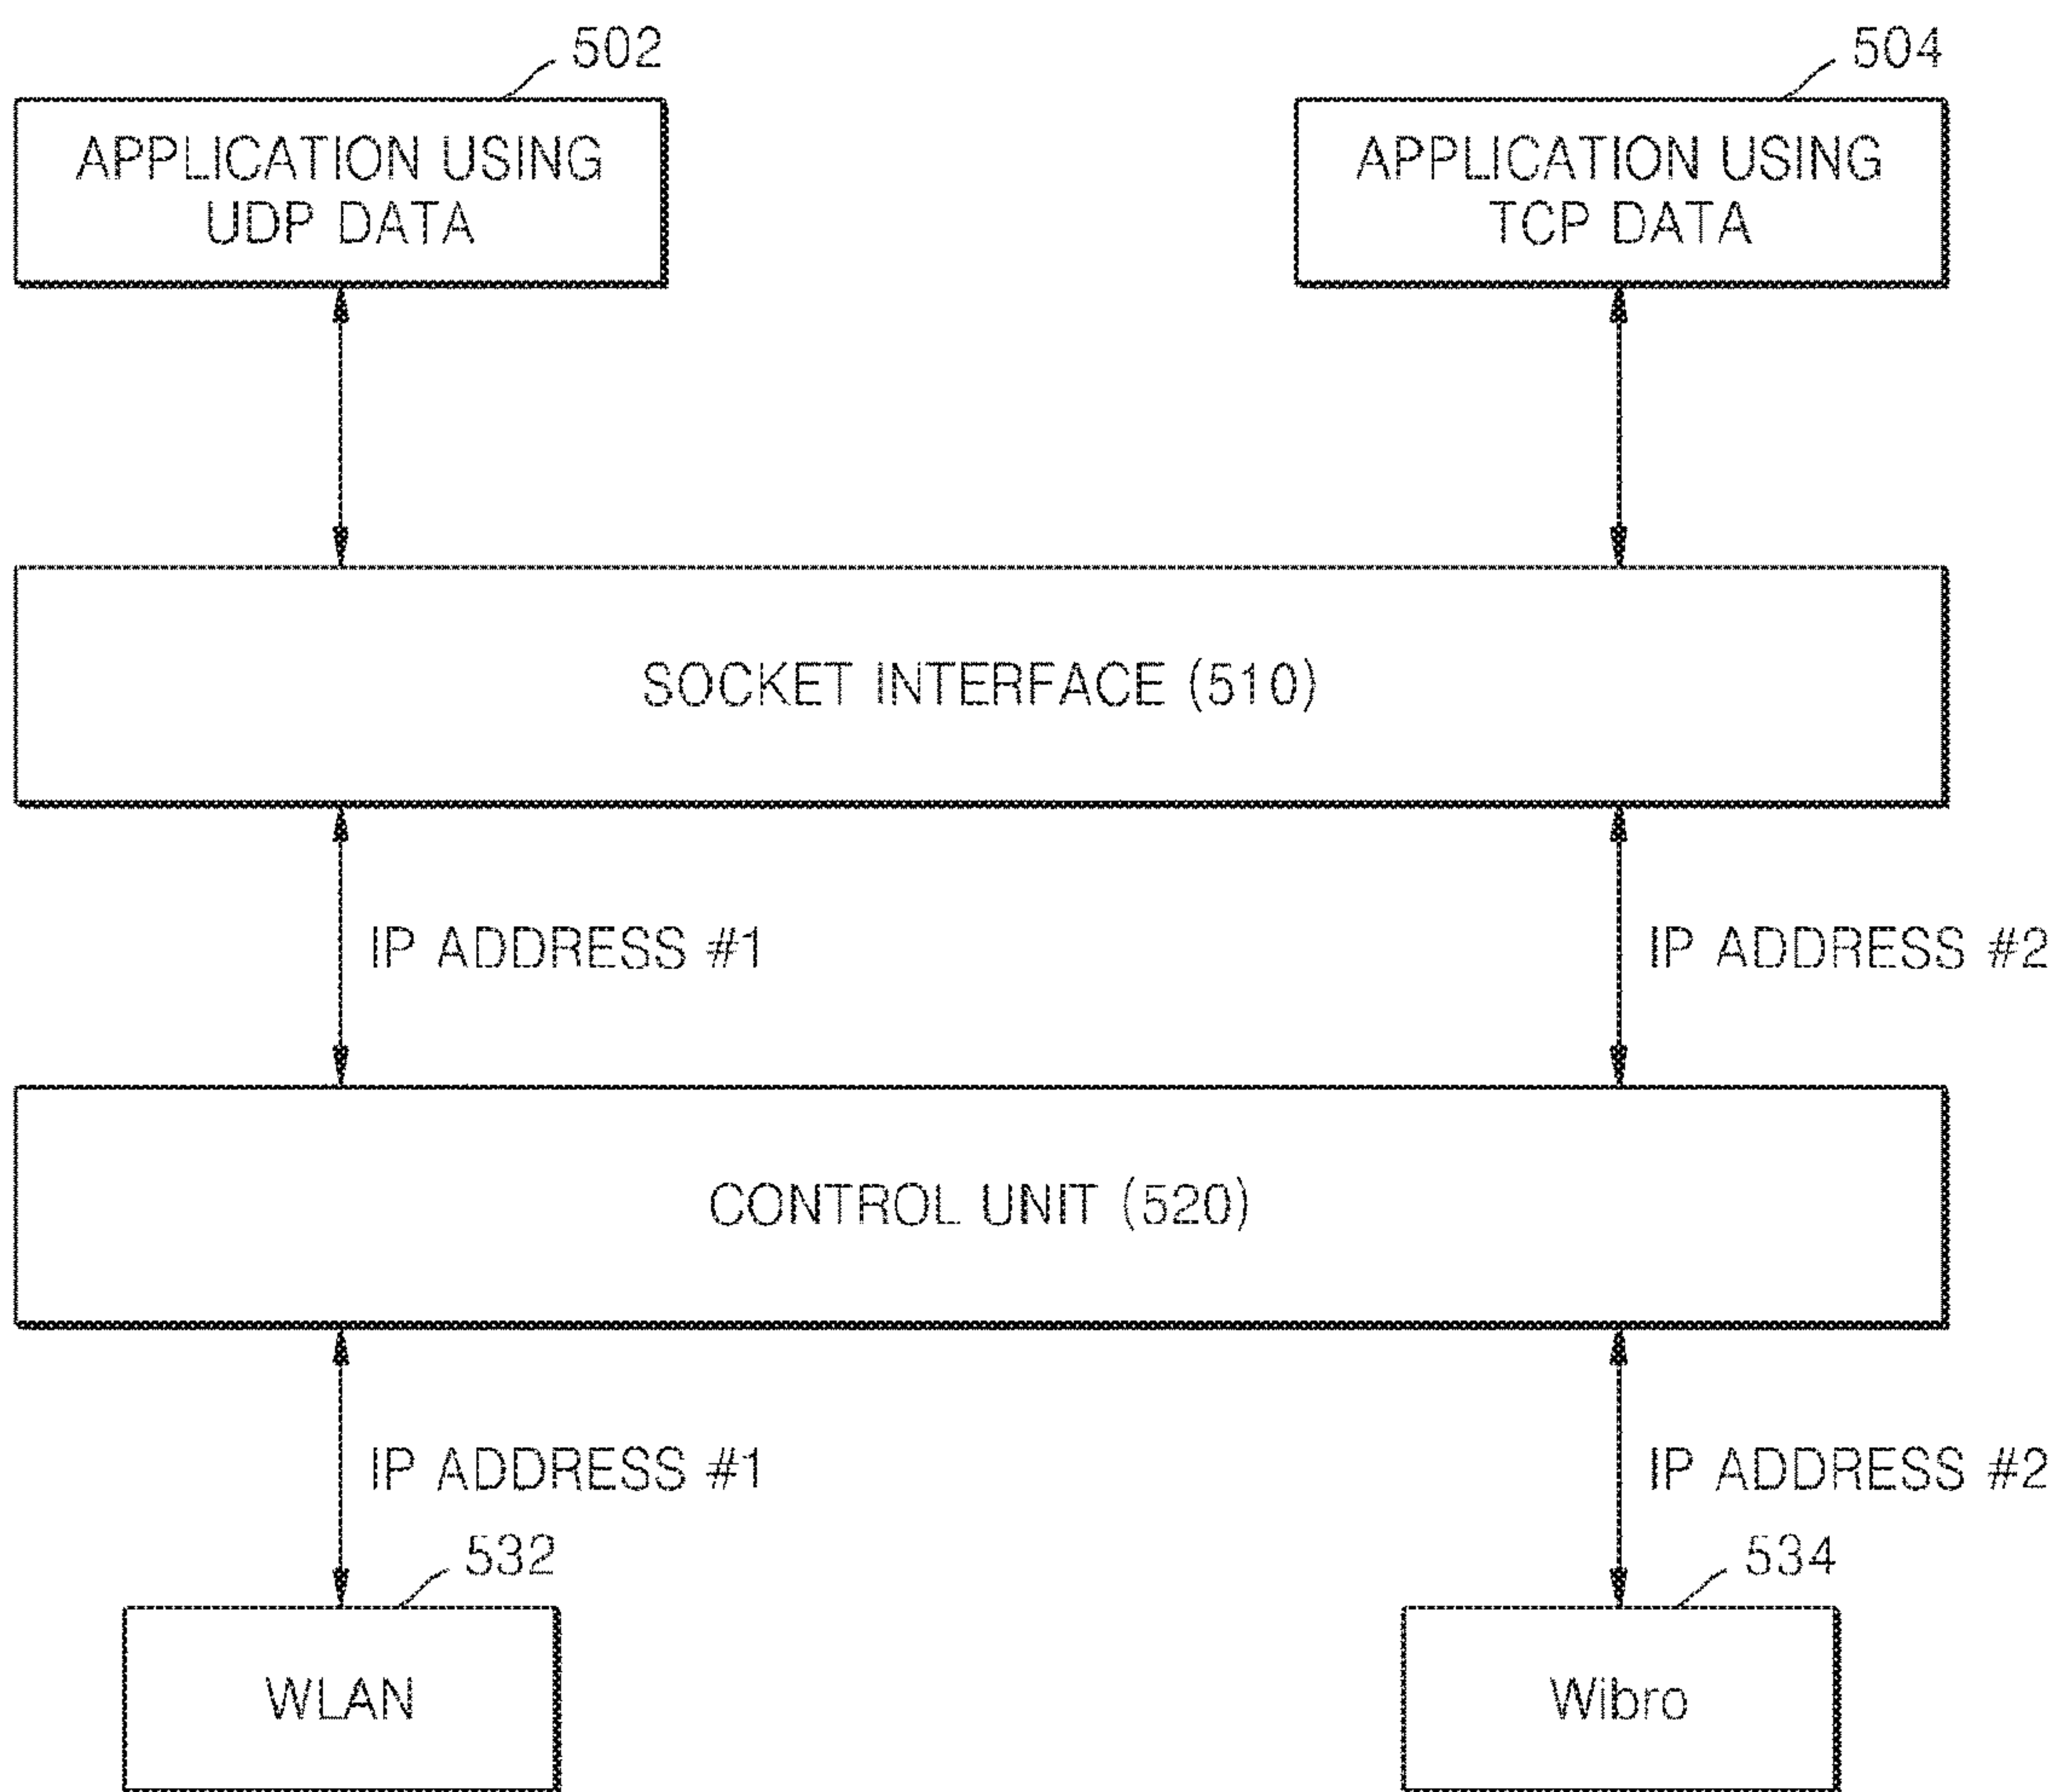 502
504
APPLICATION USING
UDP DATA
APPLICATION USING
TCP DATA
SOCKET INTERFACE (510)
IP ADDRESS #1
IP ADDRESS #2
CONTROL UNIT (520)
IP ADDRESS #1
IP ADDRESS #2
532
534
WLAN
Wibro